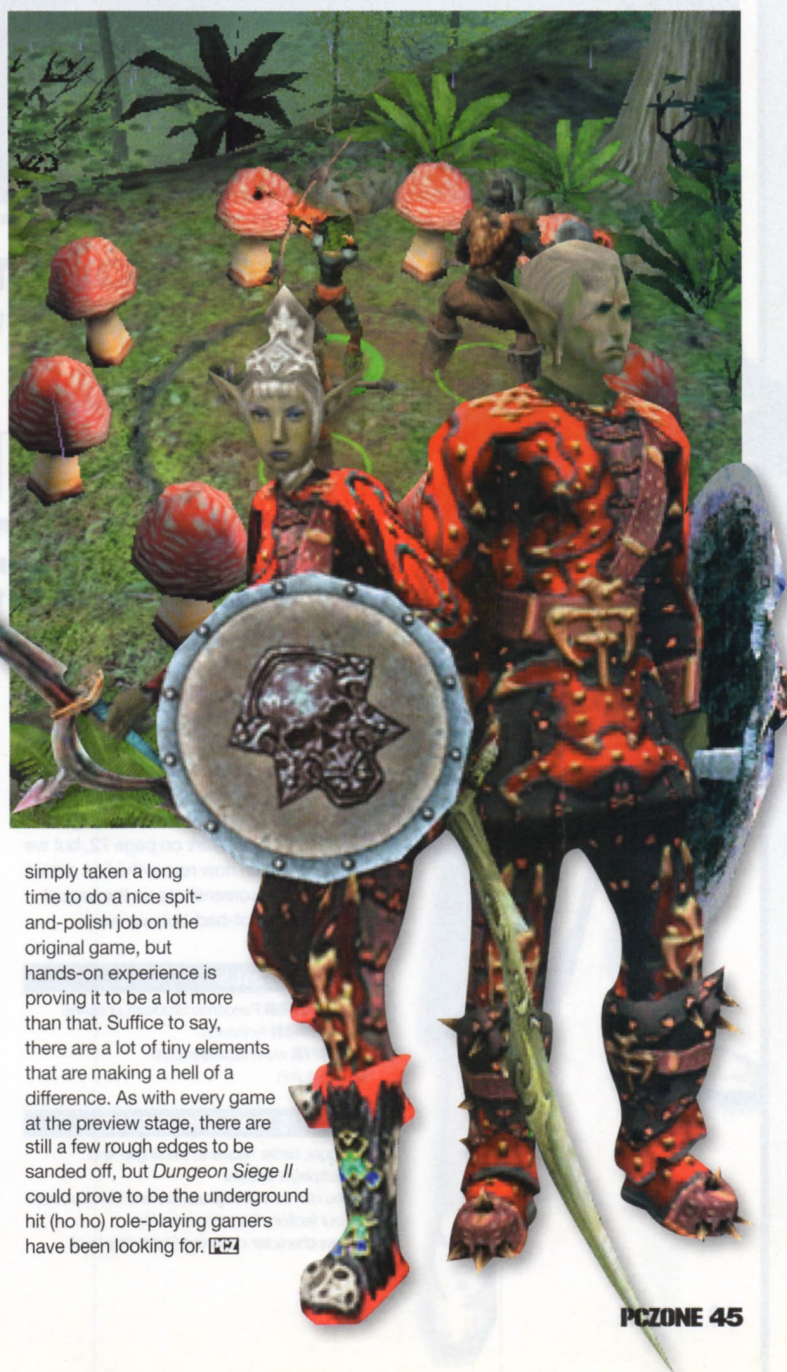 simply taken a long
time to do a nice spit-
and-polish job on the
original game, but
hands-on experience is
proving it to be a lot more
than that. Suffice to say,
there are a lot of tiny elements
that are making a hell of a
difference. As with every game
at the preview stage, there are
still a few rough edges to be
sanded off, but Dungeon Siege II
could prove to be the underground
hit (ho ho) role-playing gamers
have been looking for. PCZ
PCZONE 45